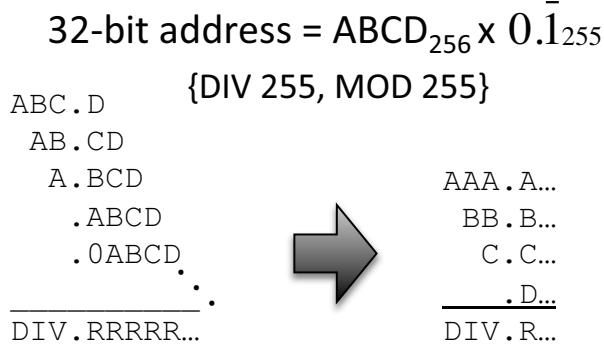 32-bit address = ABCD₂₅₆ x 0.1̄₂₅₅
{DIV 255, MOD 255}
ABC.D
AB.CD
A.BCD
.ABCD
.0ABCD
DIV.RRRRR…
AAA.A…
BB.B…
C.C…
.D…
DIV.R…